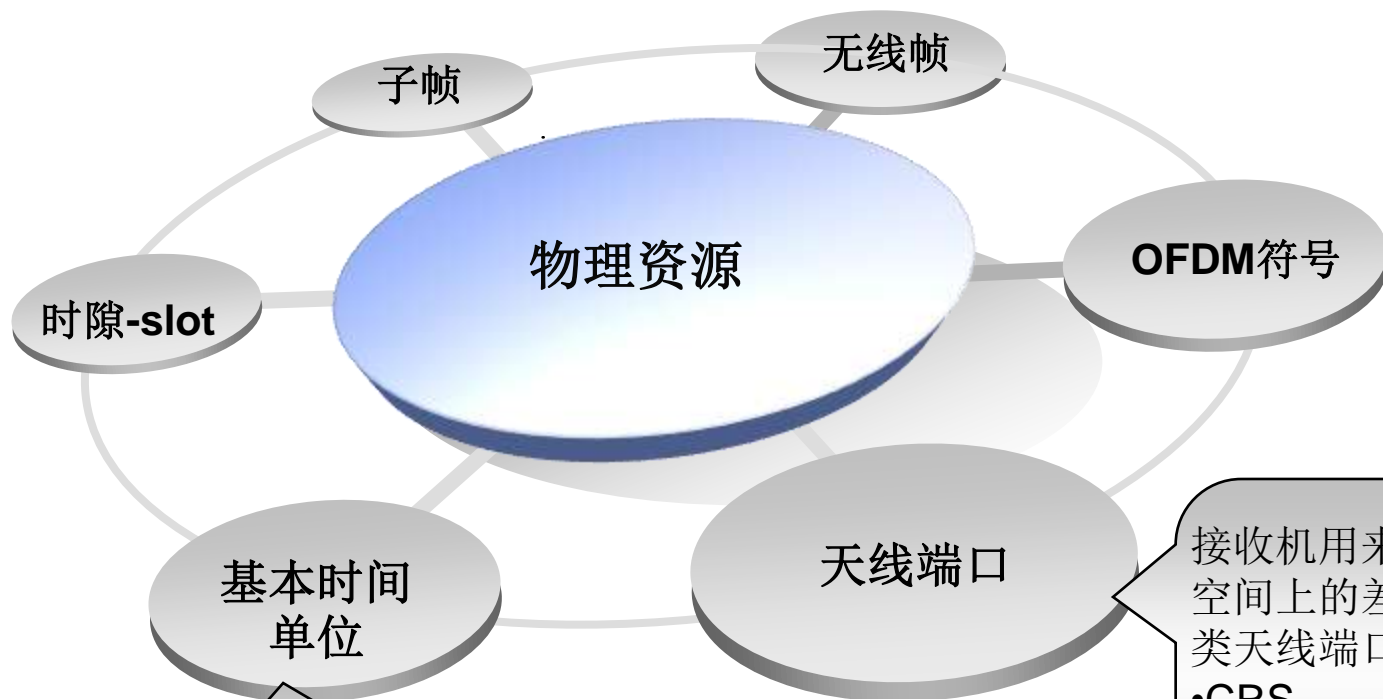 无线帧
子帧
物理资源
OFDM符号
时隙-slot
天线端口
基本时间
单位
接收机用来
空间上的差
类天线端口
•CRS